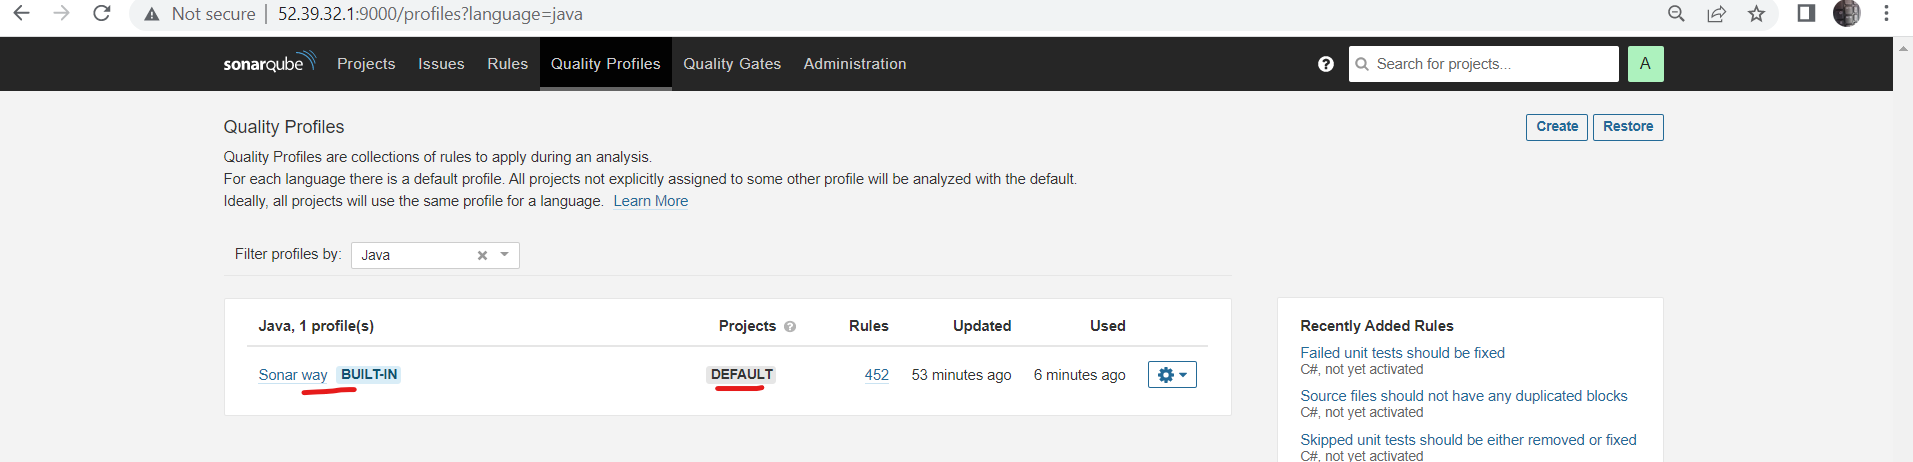 Not secure | 52.39.32.1:9000/profiles?language=java
sonarqube Projects Issues Rules Quality Profiles Quality Gates Administration ? Search for projects... A
Quality Profiles Create Restore
Quality Profiles are collections of rules to apply during an analysis.
For each language there is a default profile. All projects not explicitly assigned to some other profile will be analyzed with the default.
Ideally, all projects will use the same profile for a language. Learn More
Filter profiles by: Java
Java, 1 profile(s) Projects ? Rules Updated Used
Sonar way BUILT-IN DEFAULT 452 53 minutes ago 6 minutes ago
Recently Added Rules
Failed unit tests should be fixed
C#, not yet activated
Source files should not have any duplicated blocks
C#, not yet activated
Skipped unit tests should be either removed or fixed
C#, not yet activated